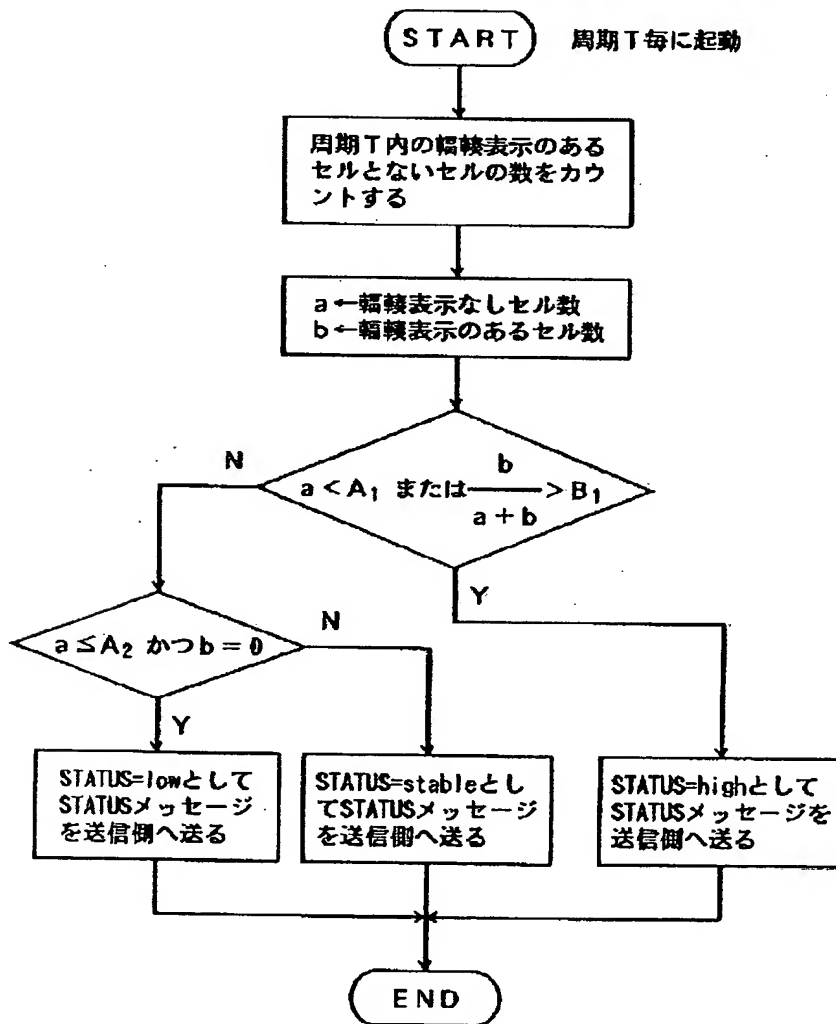 START
周期T毎に起動
周期T内の輻輳表示のある
セルとないセルの数をカウ
ントする
a←輻輳表示なしセル数
b←輻輳表示のあるセル数
N
a<A₁ または b/a+b >B₁
Y
a≤A₂ かつb=0
N
Y
STATUS=lowとして
STATUSメッセージ
を送信側へ送る
STATUS=stableとし
てSTATUSメッセージ
を送信側へ送る
STATUS=highとして
STATUSメッセージを
送信側へ送る
END